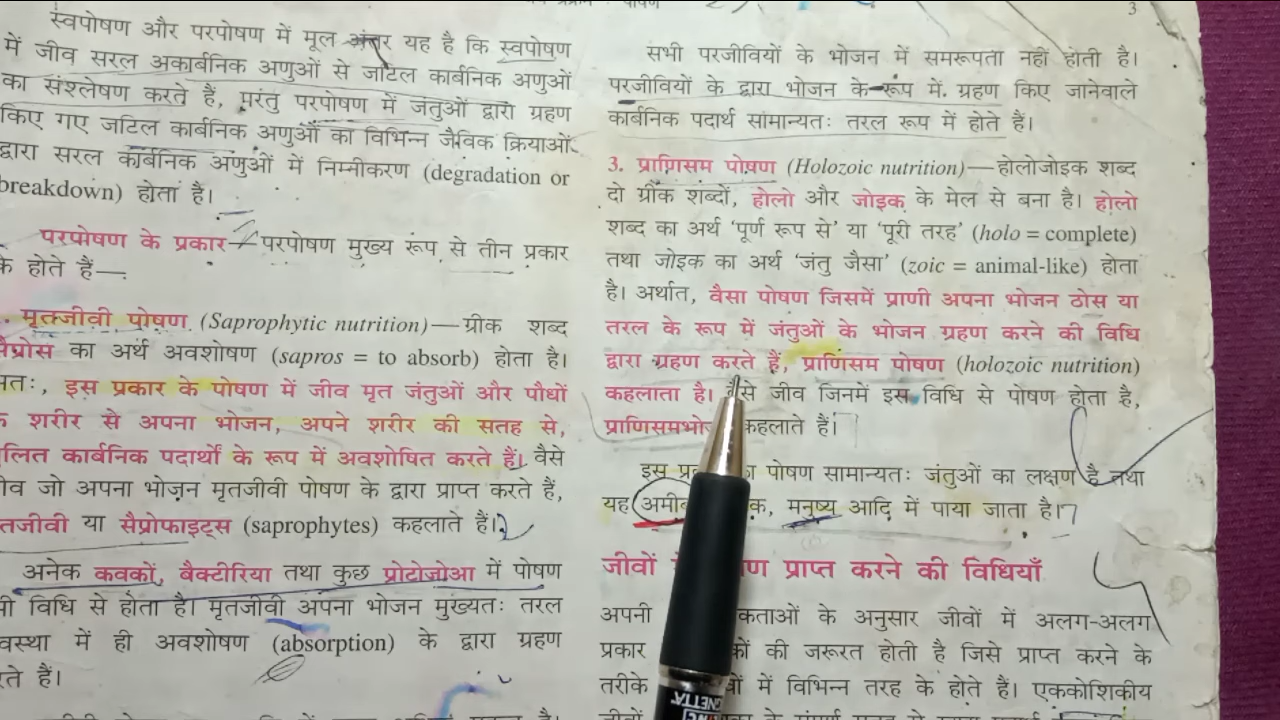 3
स्वपोषण और परपोषण में मूल अंतर यह है कि स्वपोषण
में जीव सरल अकार्बनिक अणुओं से जटिल कार्बनिक अणुओं
का संश्लेषण करते हैं, परंतु परपोषण में जंतुओं द्वारा ग्रहण
किए गए जटिल कार्बनिक अणुओं का विभिन्न जैविक क्रियाओं
द्वारा सरल कार्बनिक अणुओं में निम्नीकरण (degradation or
breakdown) होता है।
परपोषण के प्रकार—परपोषण मुख्य रूप से तीन प्रकार
के होते हैं—
मृतजीवी पोषण (Saprophytic nutrition)—ग्रीक शब्द
सैप्रोस का अर्थ अवशोषण (sapros = to absorb) होता है।
इस प्रकार के पोषण में जीव मृत जंतुओं और पौधों
के शरीर से अपना भोजन, अपने शरीर की सतह से,
कार्बनिक पदार्थों के रूप में अवशोषित करते हैं। वैसे
जीव जो अपना भोजन मृतजीवी पोषण के द्वारा प्राप्त करते हैं,
मृतजीवी या सैप्रोफाइट्स (saprophytes) कहलाते हैं।
अनेक कवकों, बैक्टीरिया तथा कुछ प्रोटोजोआ में पोषण
विधि से होता है। मृतजीवी अपना भोजन मुख्यतः तरल
अवस्था में ही अवशोषण (absorption) के द्वारा ग्रहण
करते हैं।
सभी परजीवियों के भोजन में समरूपता नहीं होती है।
परजीवियों के द्वारा भोजन के रूप में ग्रहण किए जानेवाले
कार्बनिक पदार्थ सामान्यतः तरल रूप में होते हैं।
3. प्राणिसम पोषण (Holozoic nutrition)—होलोजोइक शब्द
दो ग्रीक शब्दों, होलो और जोइक के मेल से बना है। होलो
शब्द का अर्थ 'पूर्ण रूप से' या 'पूरी तरह' (holo = complete)
तथा जोइक का अर्थ 'जंतु जैसा' (zoic = animal-like) होता
है। अर्थात, वैसा पोषण जिसमें प्राणी अपना भोजन ठोस या
तरल के रूप में जंतुओं के भोजन ग्रहण करने की विधि
द्वारा ग्रहण करते हैं, प्राणिसम पोषण (holozoic nutrition)
कहलाता है। वैसे जीव जिनमें इस विधि से पोषण होता है,
प्राणिसमभोजी कहलाते हैं।
इस का पोषण सामान्यतः जंतुओं का लक्षण है तथा
यह मनुष्य आदि में पाया जाता है।
जीवों प्राप्त करने की विधियाँ
अपनी के अनुसार जीवों में अलग-अलग
प्रकार की जरूरत होती है जिसे प्राप्त करने के
तरीके में विभिन्न तरह के होते हैं। एककोशिकीय